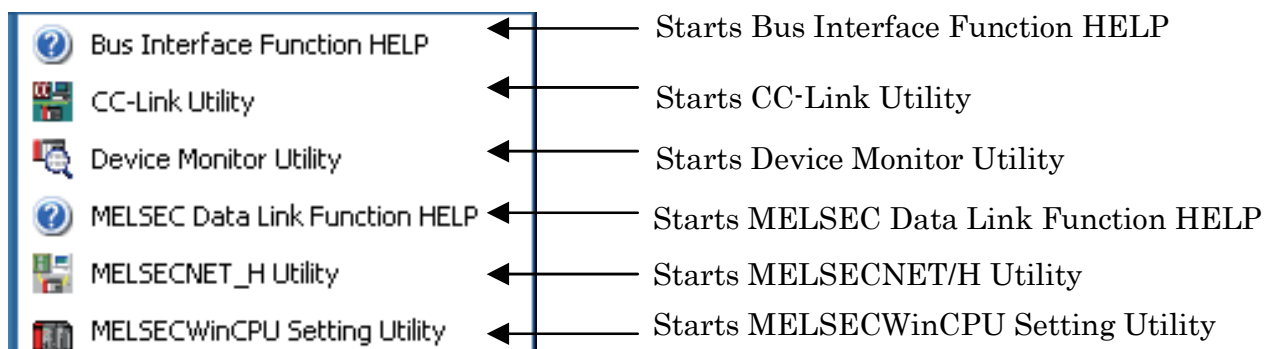 Bus Interface Function HELP Starts Bus Interface Function HELP
CC-Link Utility Starts CC-Link Utility
Device Monitor Utility Starts Device Monitor Utility
MELSEC Data Link Function HELP Starts MELSEC Data Link Function HELP
MELSECNET_H Utility Starts MELSECNET/H Utility
MELSECWinCPU Setting Utility Starts MELSECWinCPU Setting Utility